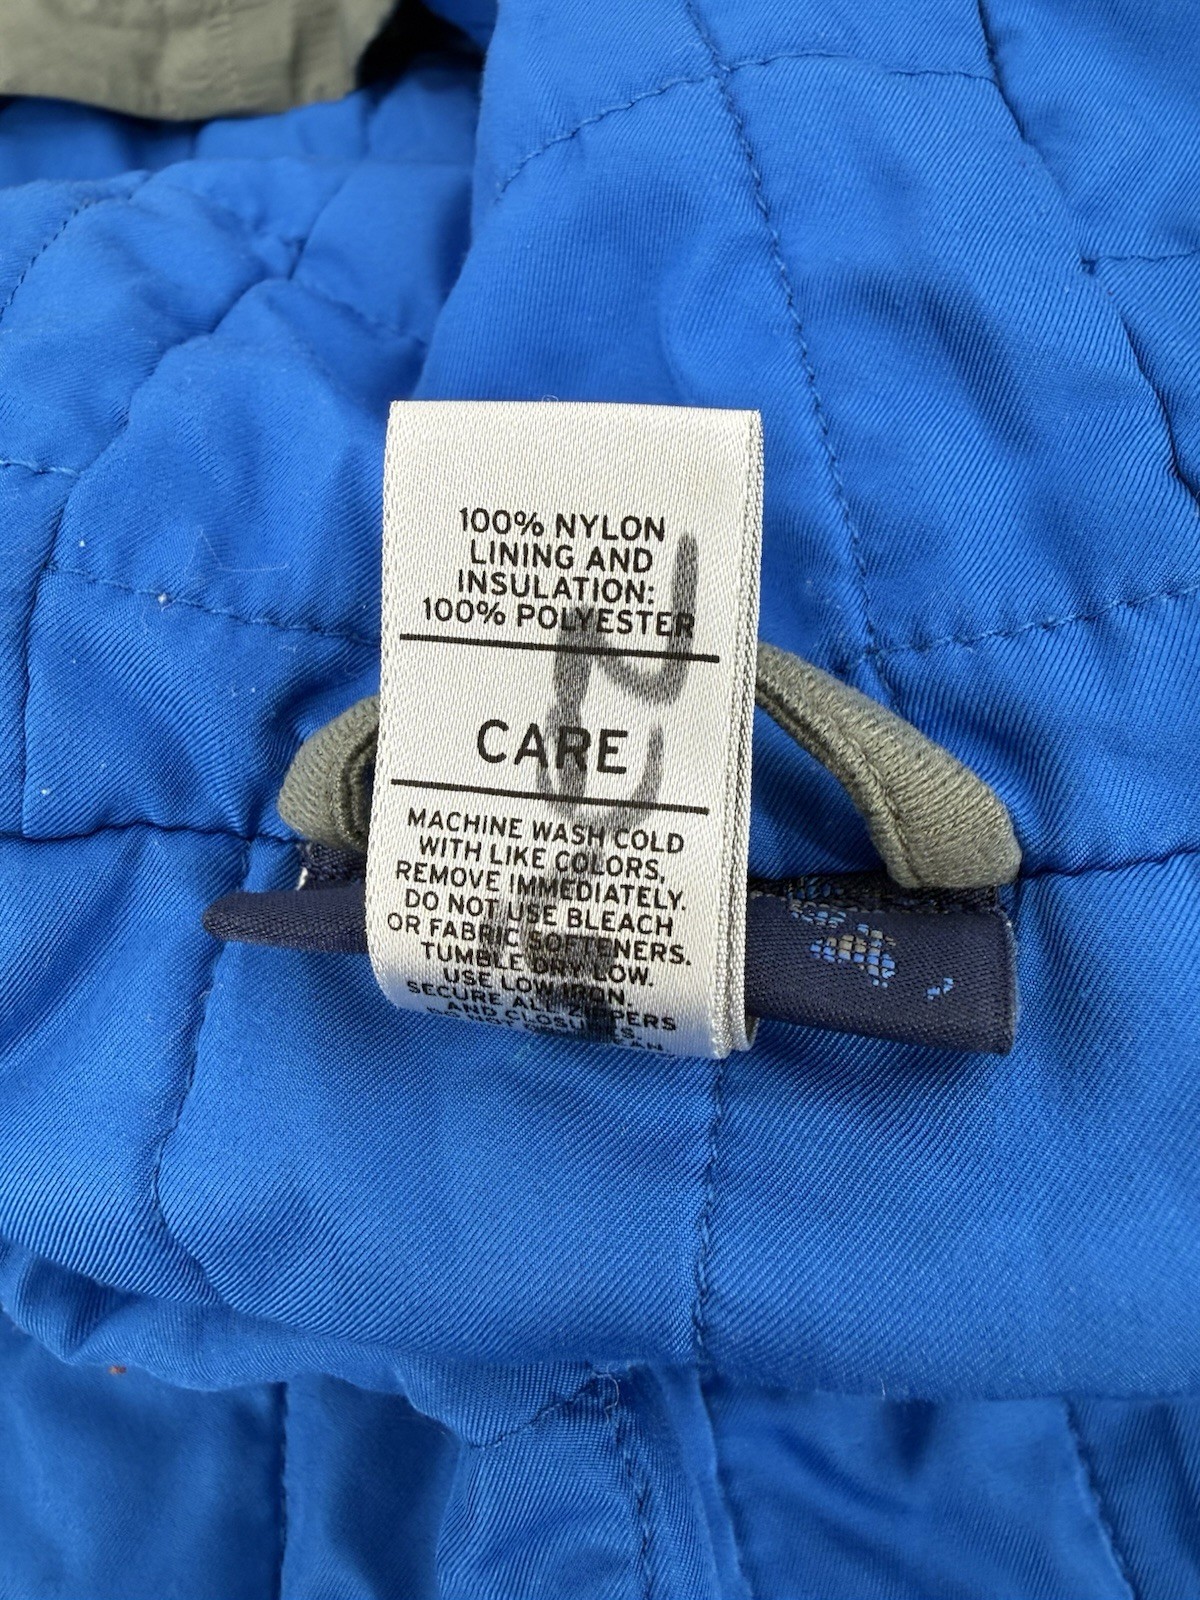 100% NYLON
LINING AND
INSULATION:
100% POLYESTER
CARE
MACHINE WASH COLD
WITH LIKE COLORS,
REMOVE IMMEDIATELY.
DO NOT USE BLEACH
OR FABRIC SOFTENERS.
TUMBLE DRY LOW.
USE LOW IRON.
SECURE ALL ZIPPERS
AND CLOSURES.